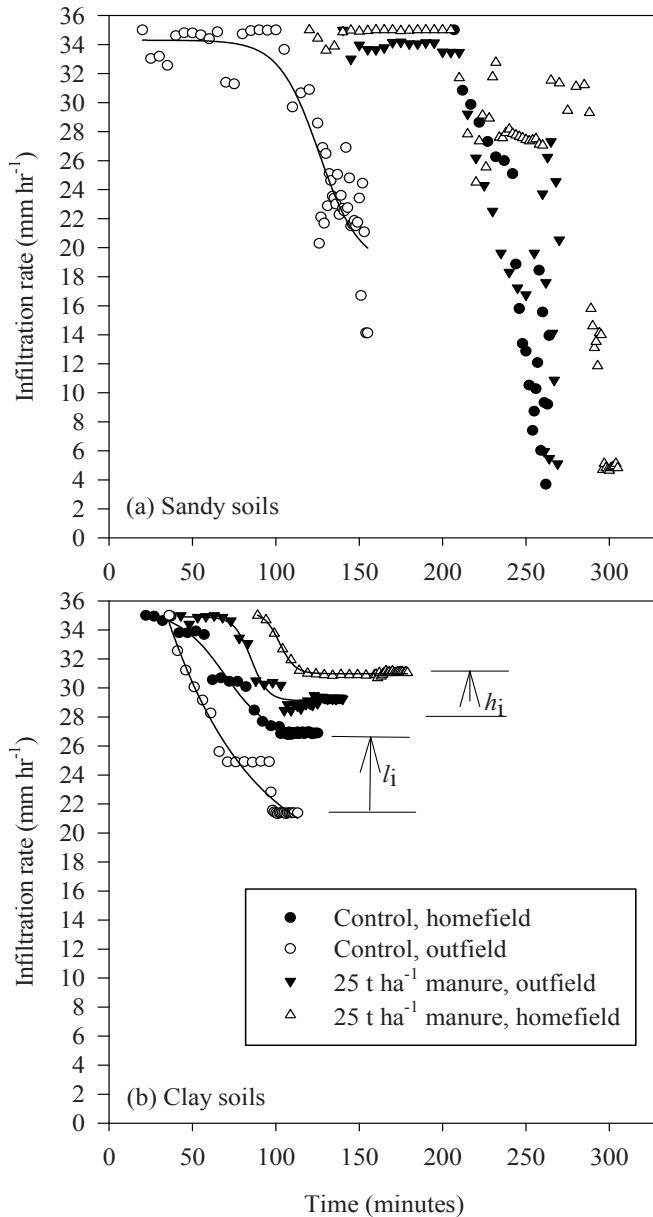 36
34
32
30
28
26
24
22
20
18
16
14
12
10
8
6
4
2
0
Infiltration rate (mm hr⁻¹)
(a) Sandy soils
0 50 100 150 200 250 300
36
34
32
30
28
26
24
22
20
18
16
14
12
10
8
6
4
2
0
Infiltration rate (mm hr⁻¹)
hi
li
Control, homefield
Control, outfield
25 t ha⁻¹ manure, outfield
25 t ha⁻¹ manure, homefield
(b) Clay soils
0 50 100 150 200 250 300
Time (minutes)